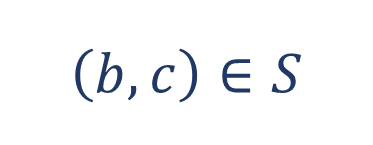 (b, c) ∈ S